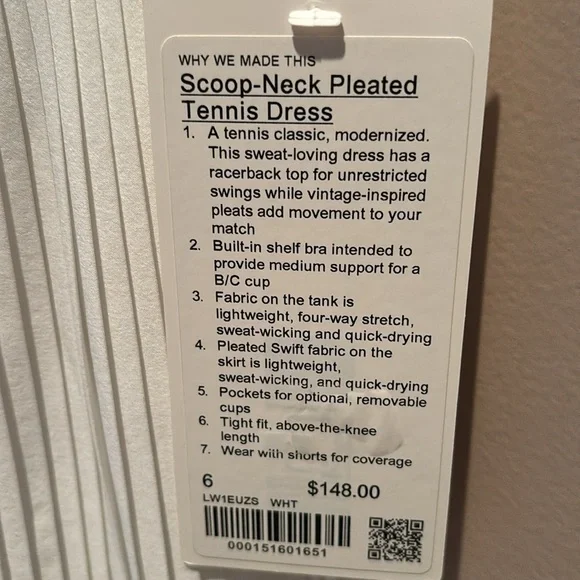 WHY WE MADE THIS
Scoop-Neck Pleated
Tennis Dress
1. A tennis classic, modernized.
This sweat-loving dress has a
racerback top for unrestricted
swings while vintage-inspired
pleats add movement to your
match
2. Built-in shelf bra intended to
provide medium support for a
B/C cup
3. Fabric on the tank is
lightweight, four-way stretch,
sweat-wicking and quick-drying
4. Pleated Swift fabric on the
skirt is lightweight,
sweat-wicking, and quick-drying
5. Pockets for optional, removable
cups
6. Tight fit, above-the-knee
length
7. Wear with shorts for coverage
6 $148.00
LW1EUZS WHT
000151601651